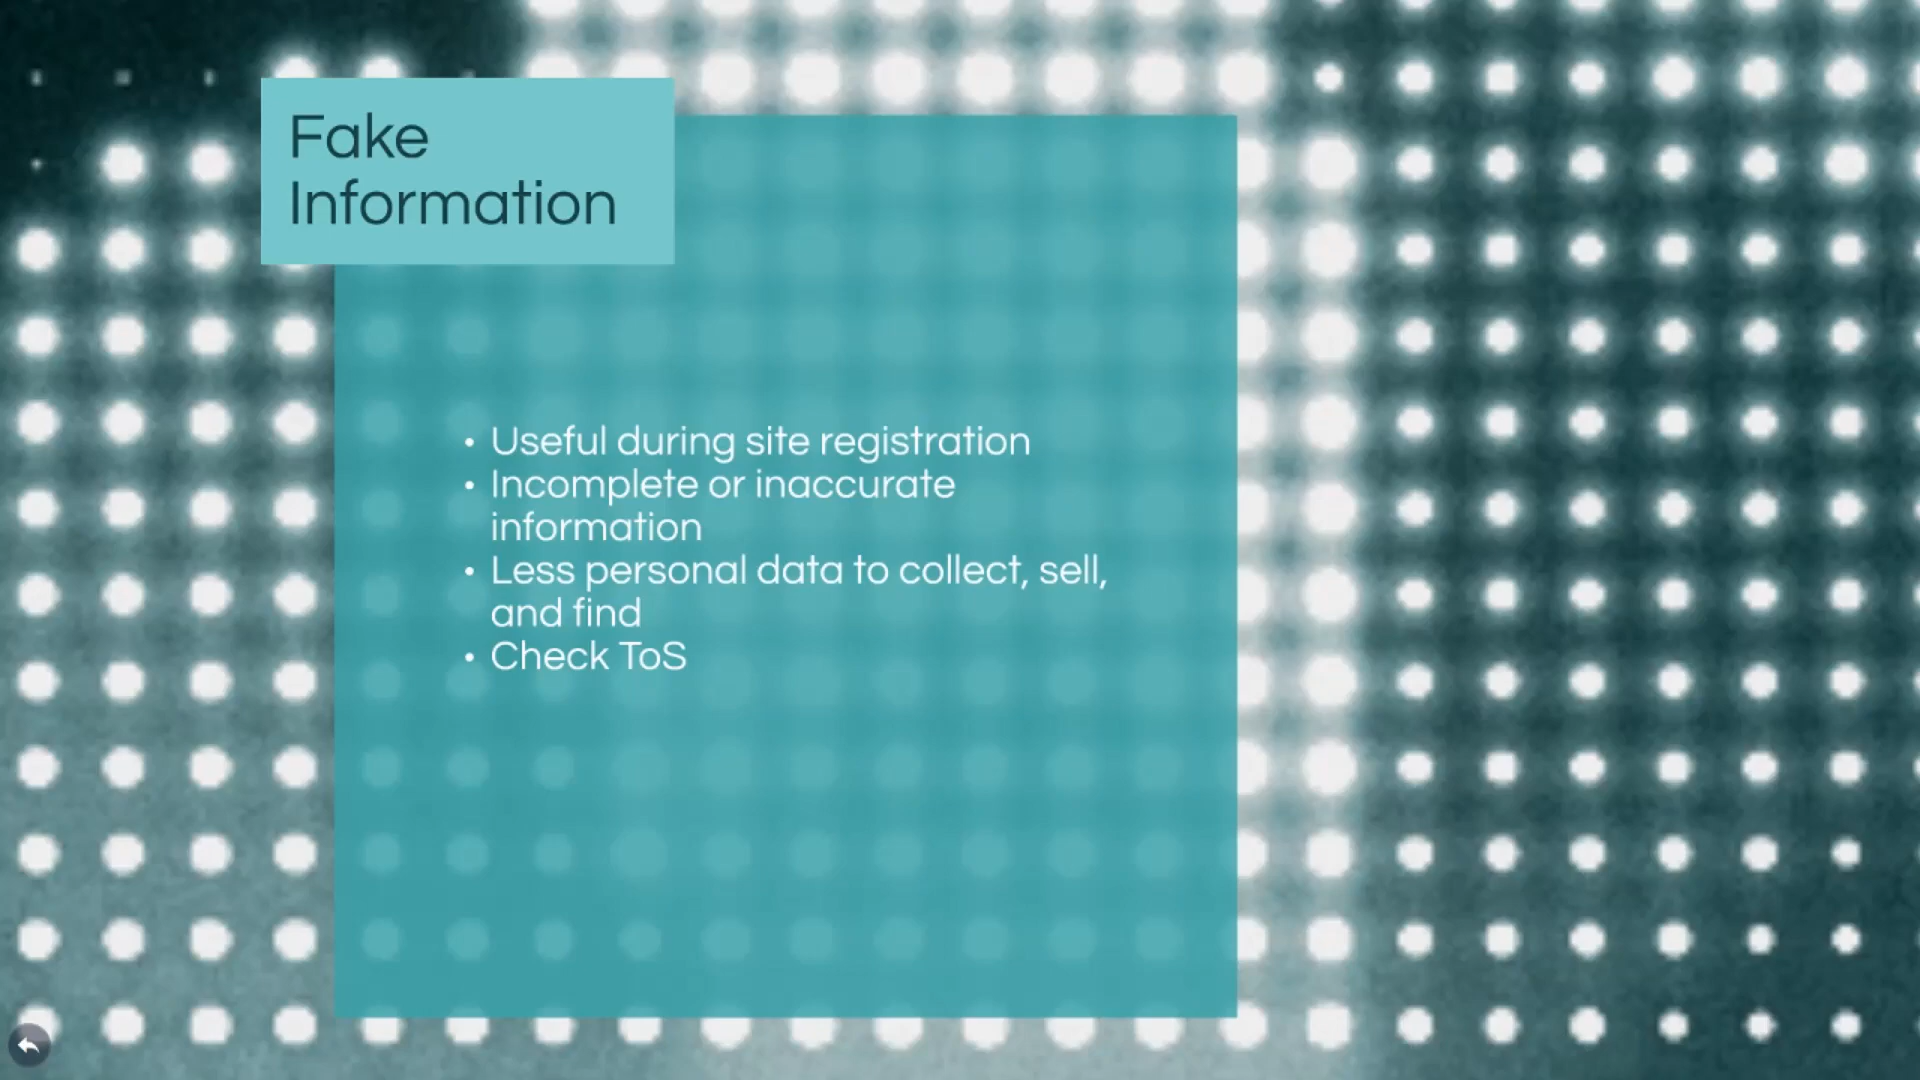 Fake
Information
• Useful during site registration
• Incomplete or inaccurate
information
• Less personal data to collect, sell,
and find
• Check ToS